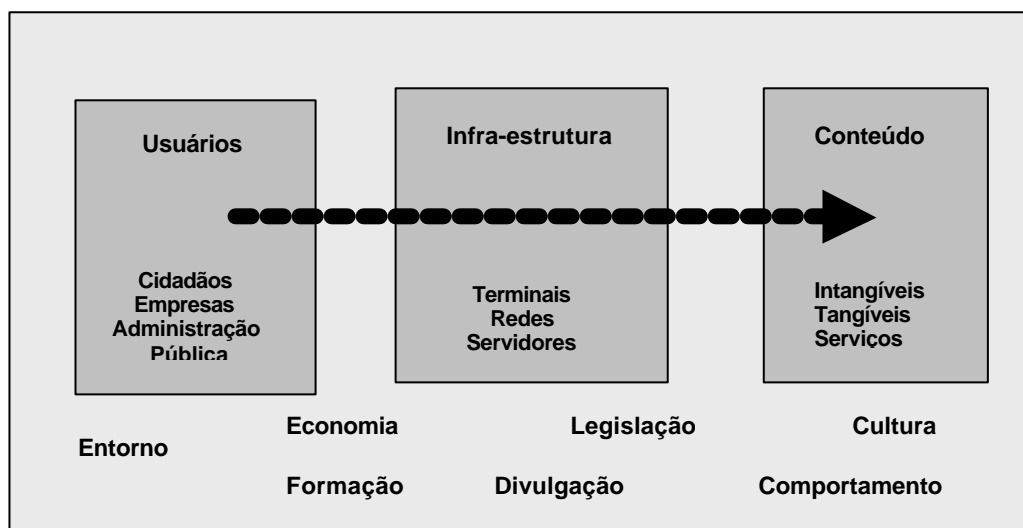 Usuários
Cidadãos
Empresas
Administração
Pública
Infra-estrutura
Terminais
Redes
Servidores
Conteúdo
Intangíveis
Tangíveis
Serviços
Entorno
Economia
Legislação
Cultura
Formação
Divulgação
Comportamento